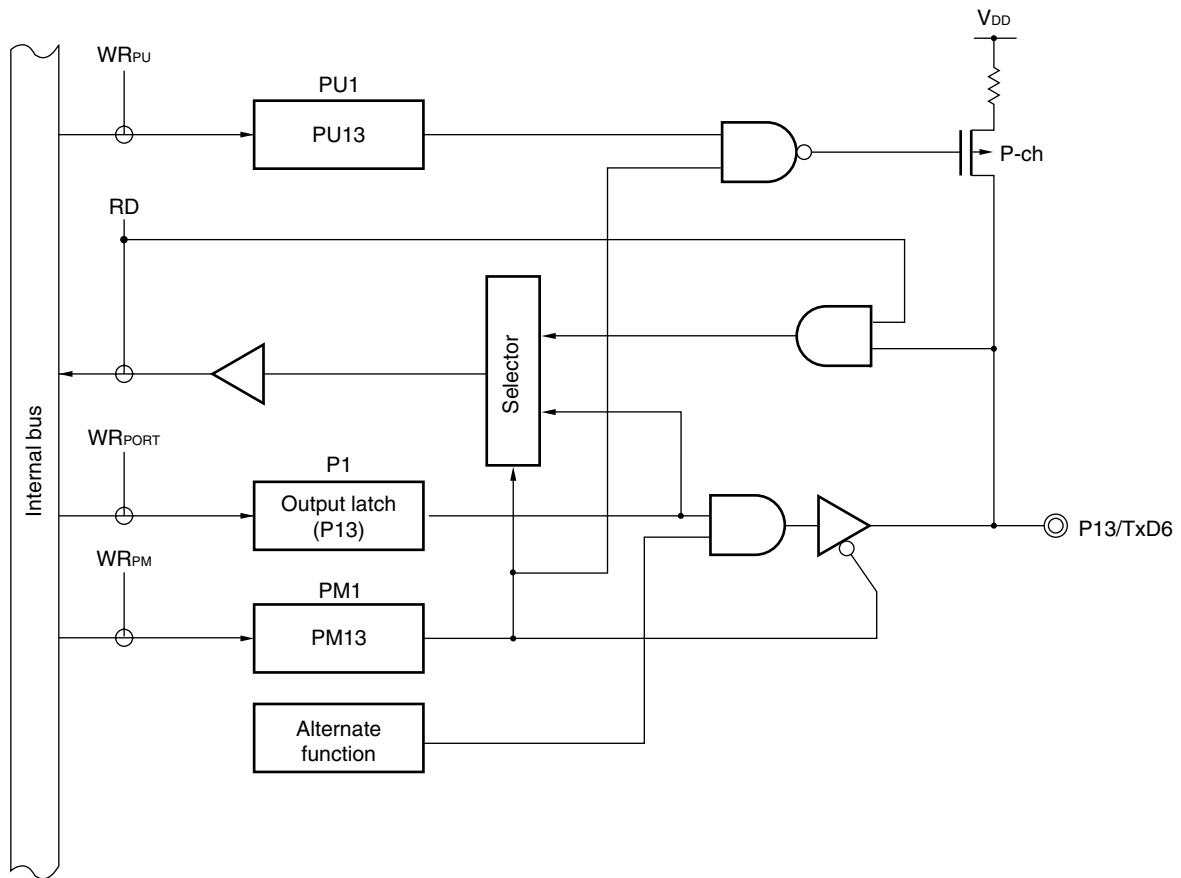 VDD
WRPU
PU1
PU13
P-ch
RD
Selector
Internal bus
WRPORT
P1
Output latch
(P13)
P13/TxD6
WRPM
PM1
PM13
Alternate
function